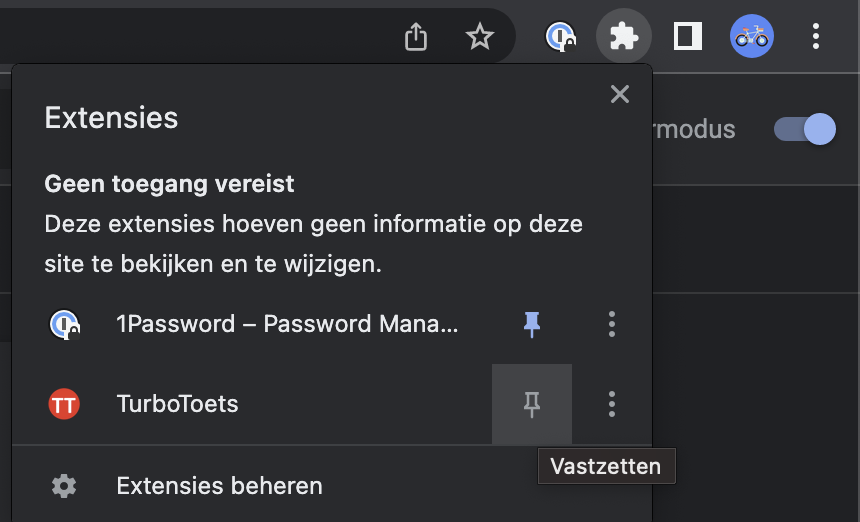 Extensies
rmodus
Geen toegang vereist
Deze extensies hoeven geen informatie op deze
site te bekijken en te wijzigen.
1Password – Password Mana...
TT TurboToets
Vastzetten
Extensies beheren